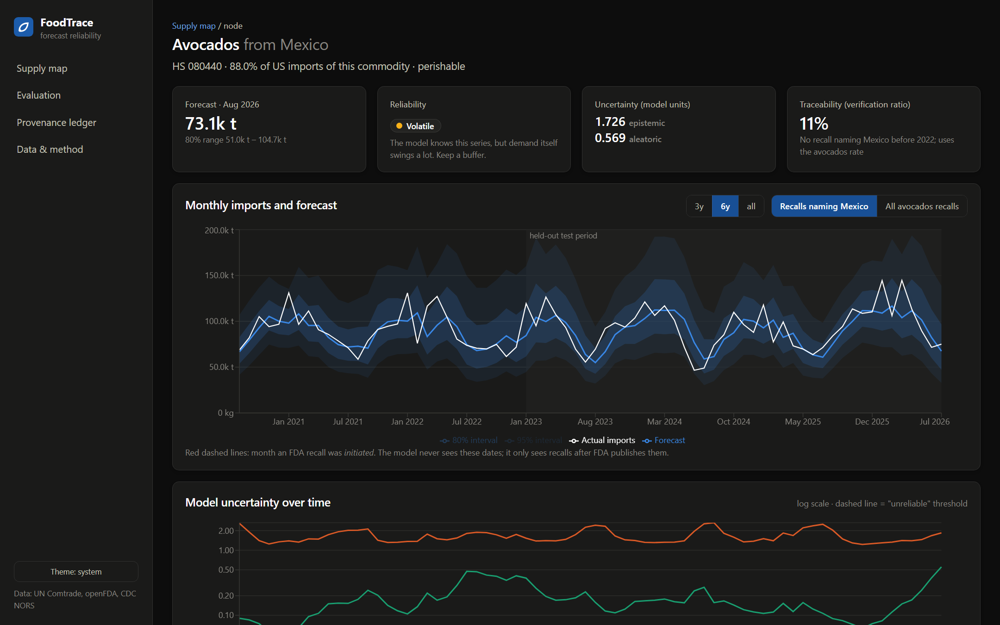 FoodTrace
forecast reliability
Supply map
Evaluation
Provenance ledger
Data & method
Theme: system
Data: UN Comtrade, openFDA, CDC
NORS
Supply map / node
Avocados from Mexico
HS 080440 · 88.0% of US imports of this commodity · perishable
Forecast · Aug 2026
73.1k t
80% range 51.0k t – 104.7k t
Reliability
Volatile
The model knows this series, but demand itself
swings a lot. Keep a buffer.
Uncertainty (model units)
1.726 epistemic
0.569 aleatoric
Traceability (verification ratio)
11%
No recall naming Mexico before 2022; uses
the avocados rate
Monthly imports and forecast
3y 6y all Recalls naming Mexico All avocados recalls
200.0k t
held-out test period
150.0k t
100.0k t
50.0k t
0 kg
Jan 2021 Jul 2021 Jan 2022 Jul 2022 Jan 2023 Aug 2023 Mar 2024 Oct 2024 May 2025 Dec 2025 Jul 2026
80% interval 95% interval Actual imports Forecast
Red dashed lines: month an FDA recall was initiated. The model never sees these dates; it only sees recalls after FDA publishes them.
Model uncertainty over time
log scale · dashed line = "unreliable" threshold
2.00
1.00
0.50
0.20
0.10